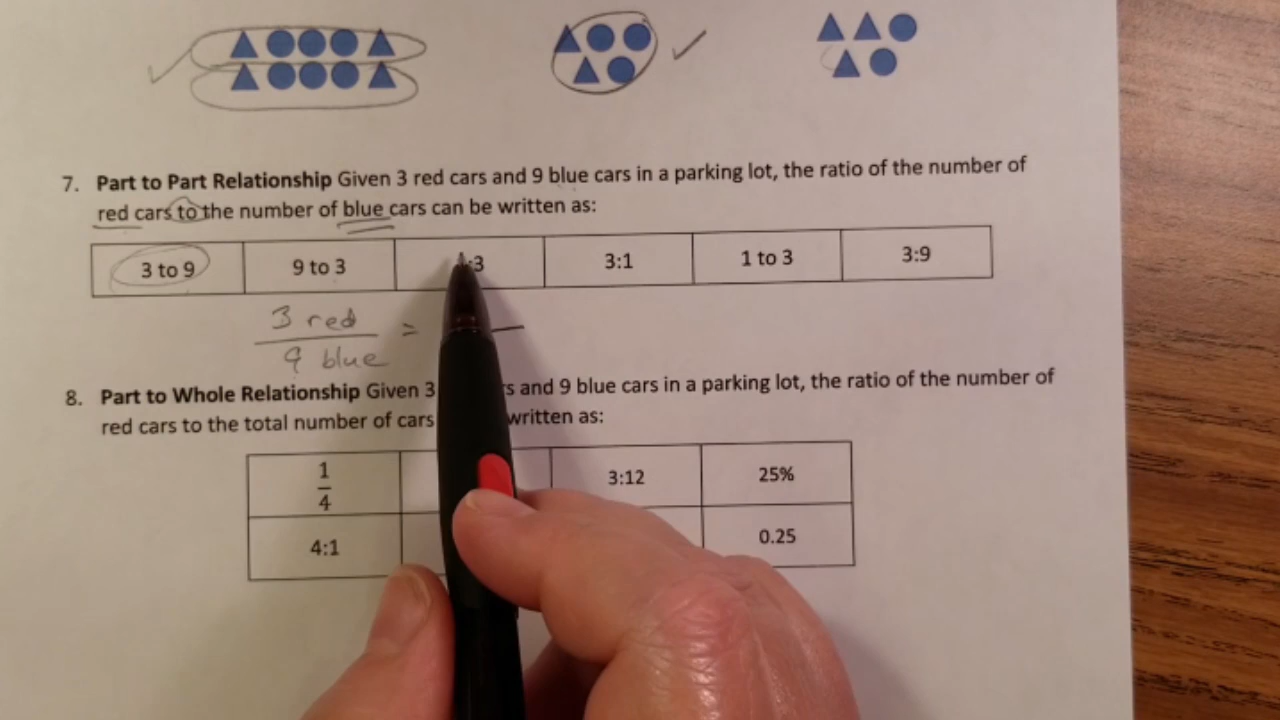 7. Part to Part Relationship Given 3 red cars and 9 blue cars in a parking lot, the ratio of the number of
red cars to the number of blue cars can be written as:
3 to 9 9 to 3 :3 3:1 1 to 3 3:9
3 red =
9 blue
8. Part to Whole Relationship Given 3 and 9 blue cars in a parking lot, the ratio of the number of
red cars to the total number of cars written as:
1
4
3:12 25%
4:1 0.25